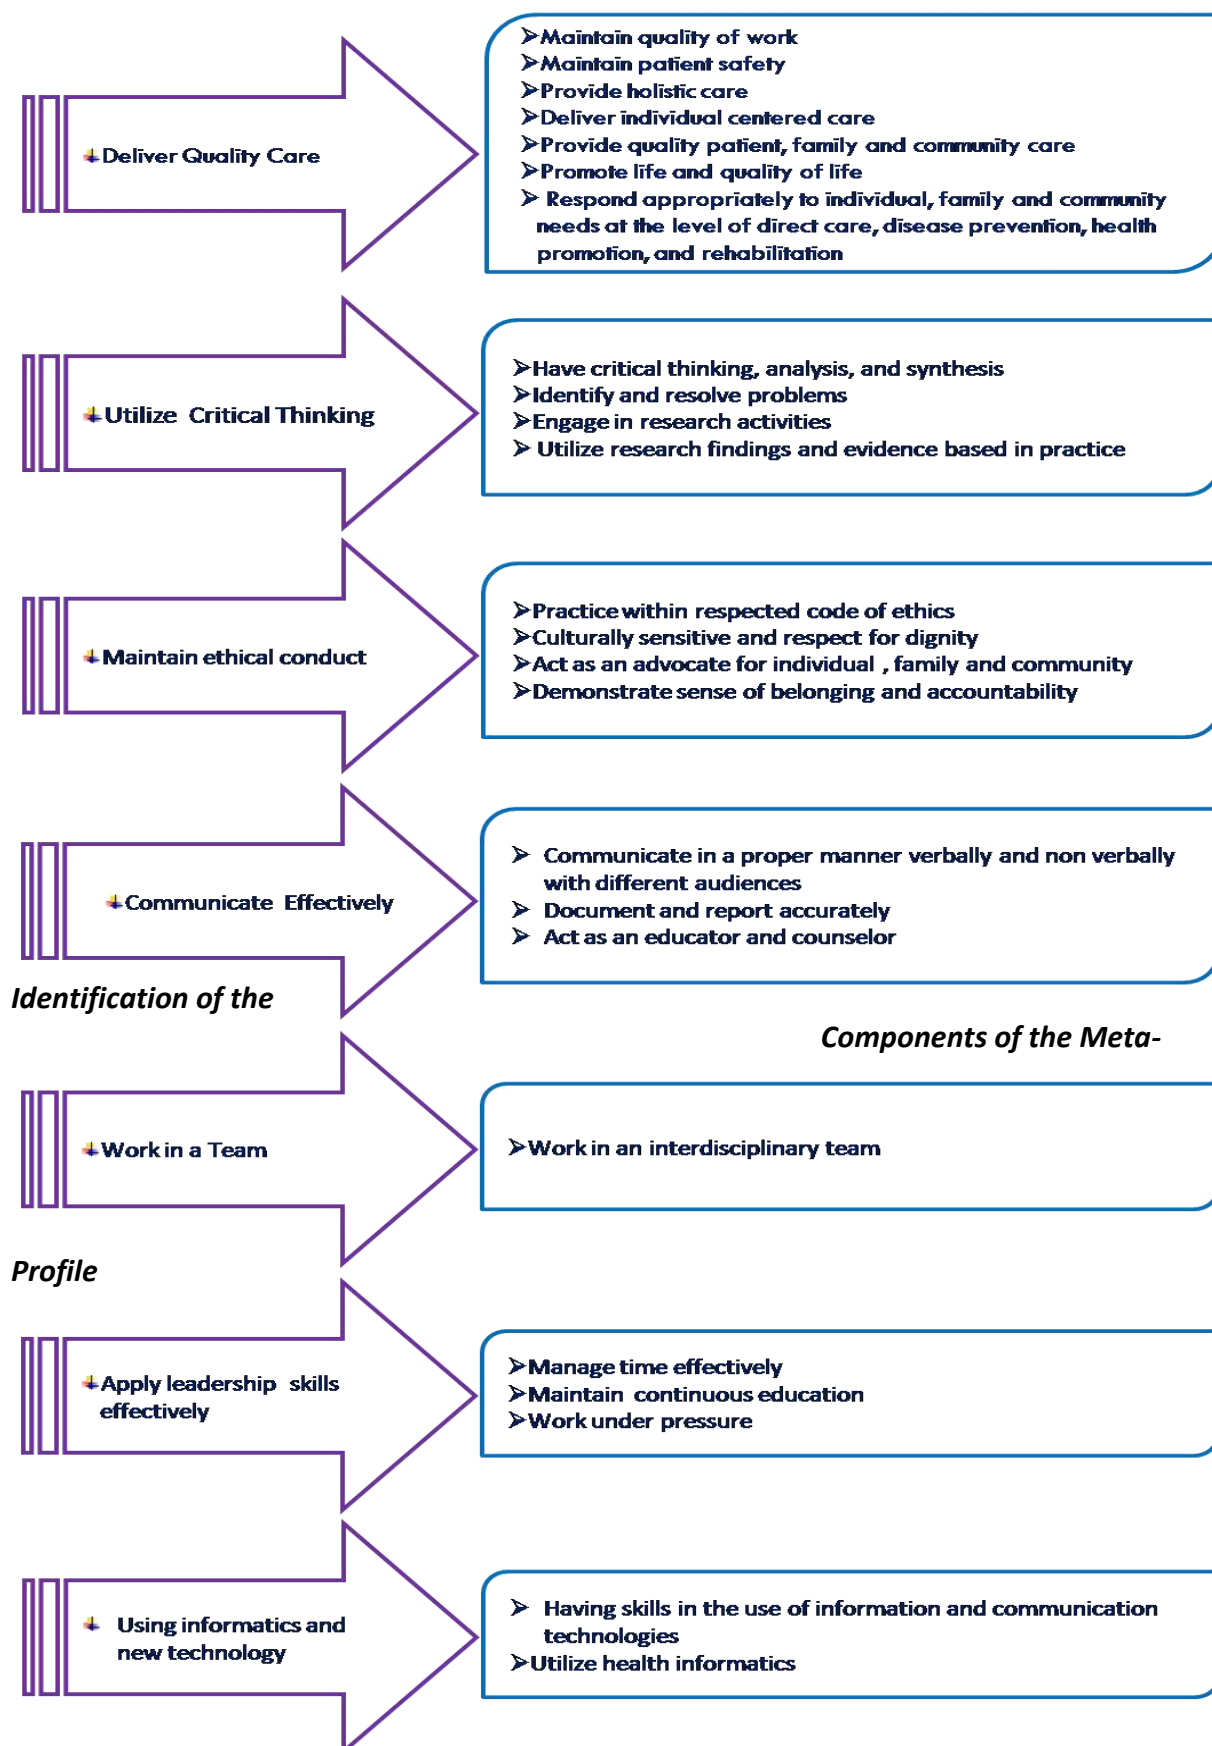 Deliver Quality Care
➢Maintain quality of work
➢Maintain patient safety
➢Provide holistic care
➢Deliver individual centered care
➢Provide quality patient, family and community care
➢Promote life and quality of life
➢ Respond appropriately to individual, family and community
needs at the level of direct care, disease prevention, health
promotion, and rehabilitation
Utilize Critical Thinking
➢Have critical thinking, analysis, and synthesis
➢Identify and resolve problems
➢Engage in research activities
➢ Utilize research findings and evidence based in practice
Maintain ethical conduct
➢Practice within respected code of ethics
➢Culturally sensitive and respect for dignity
➢Act as an advocate for individual , family and community
➢Demonstrate sense of belonging and accountability
Communicate Effectively
➢ Communicate in a proper manner verbally and non verbally
with different audiences
➢ Document and report accurately
➢ Act as an educator and counselor
Identification of the
Components of the Meta-
Work in a Team
➢Work in an interdisciplinary team
Profile
Apply leadership skills
effectively
➢Manage time effectively
➢Maintain continuous education
➢Work under pressure
Using informatics and
new technology
➢ Having skills in the use of information and communication
technologies
➢Utilize health informatics